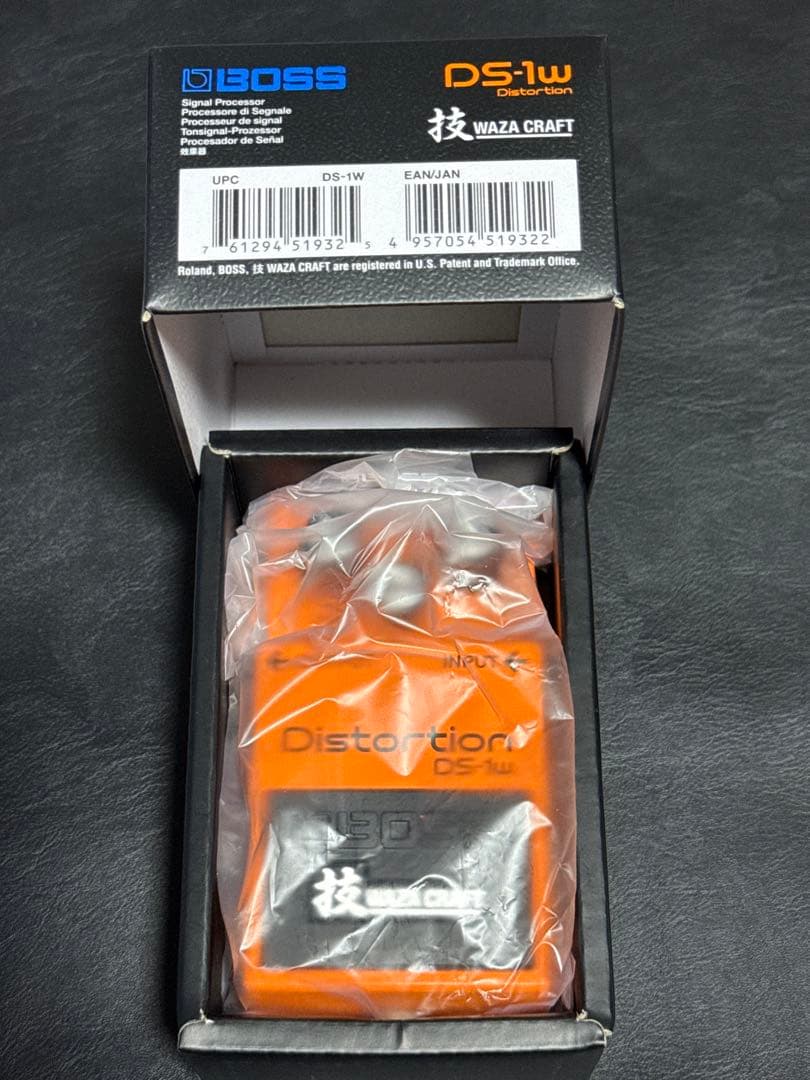 BOSS
DS-1w
Distortion
Signal Processor
Processore di Segnale
Processeur de signal
Tonsignal-Prozessor
Procesador de Señal
効果器
技 WAZA CRAFT
UPC DS-1W EAN/JAN
7 61294 51932 5 4 957054 519322
Roland, BOSS, 技 WAZA CRAFT are registered in U.S. Patent and Trademark Office.
INPUT
Distortion
DS-1w
BOSS
技 WAZA CRAFT